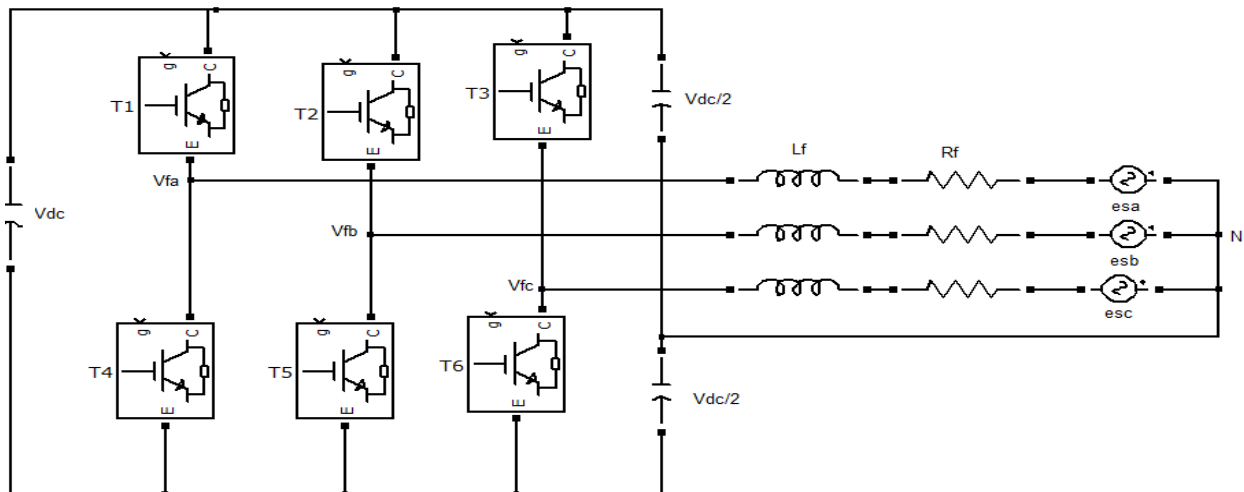 g C
T1
E
g C
T2
E
g C
T3
E
Vdc/2
Lf
Rf
Vfa
esa
Vdc
Vfb
esb
N
Vfc
esc
g C
T4
E
g C
T5
E
g C
T6
E
Vdc/2